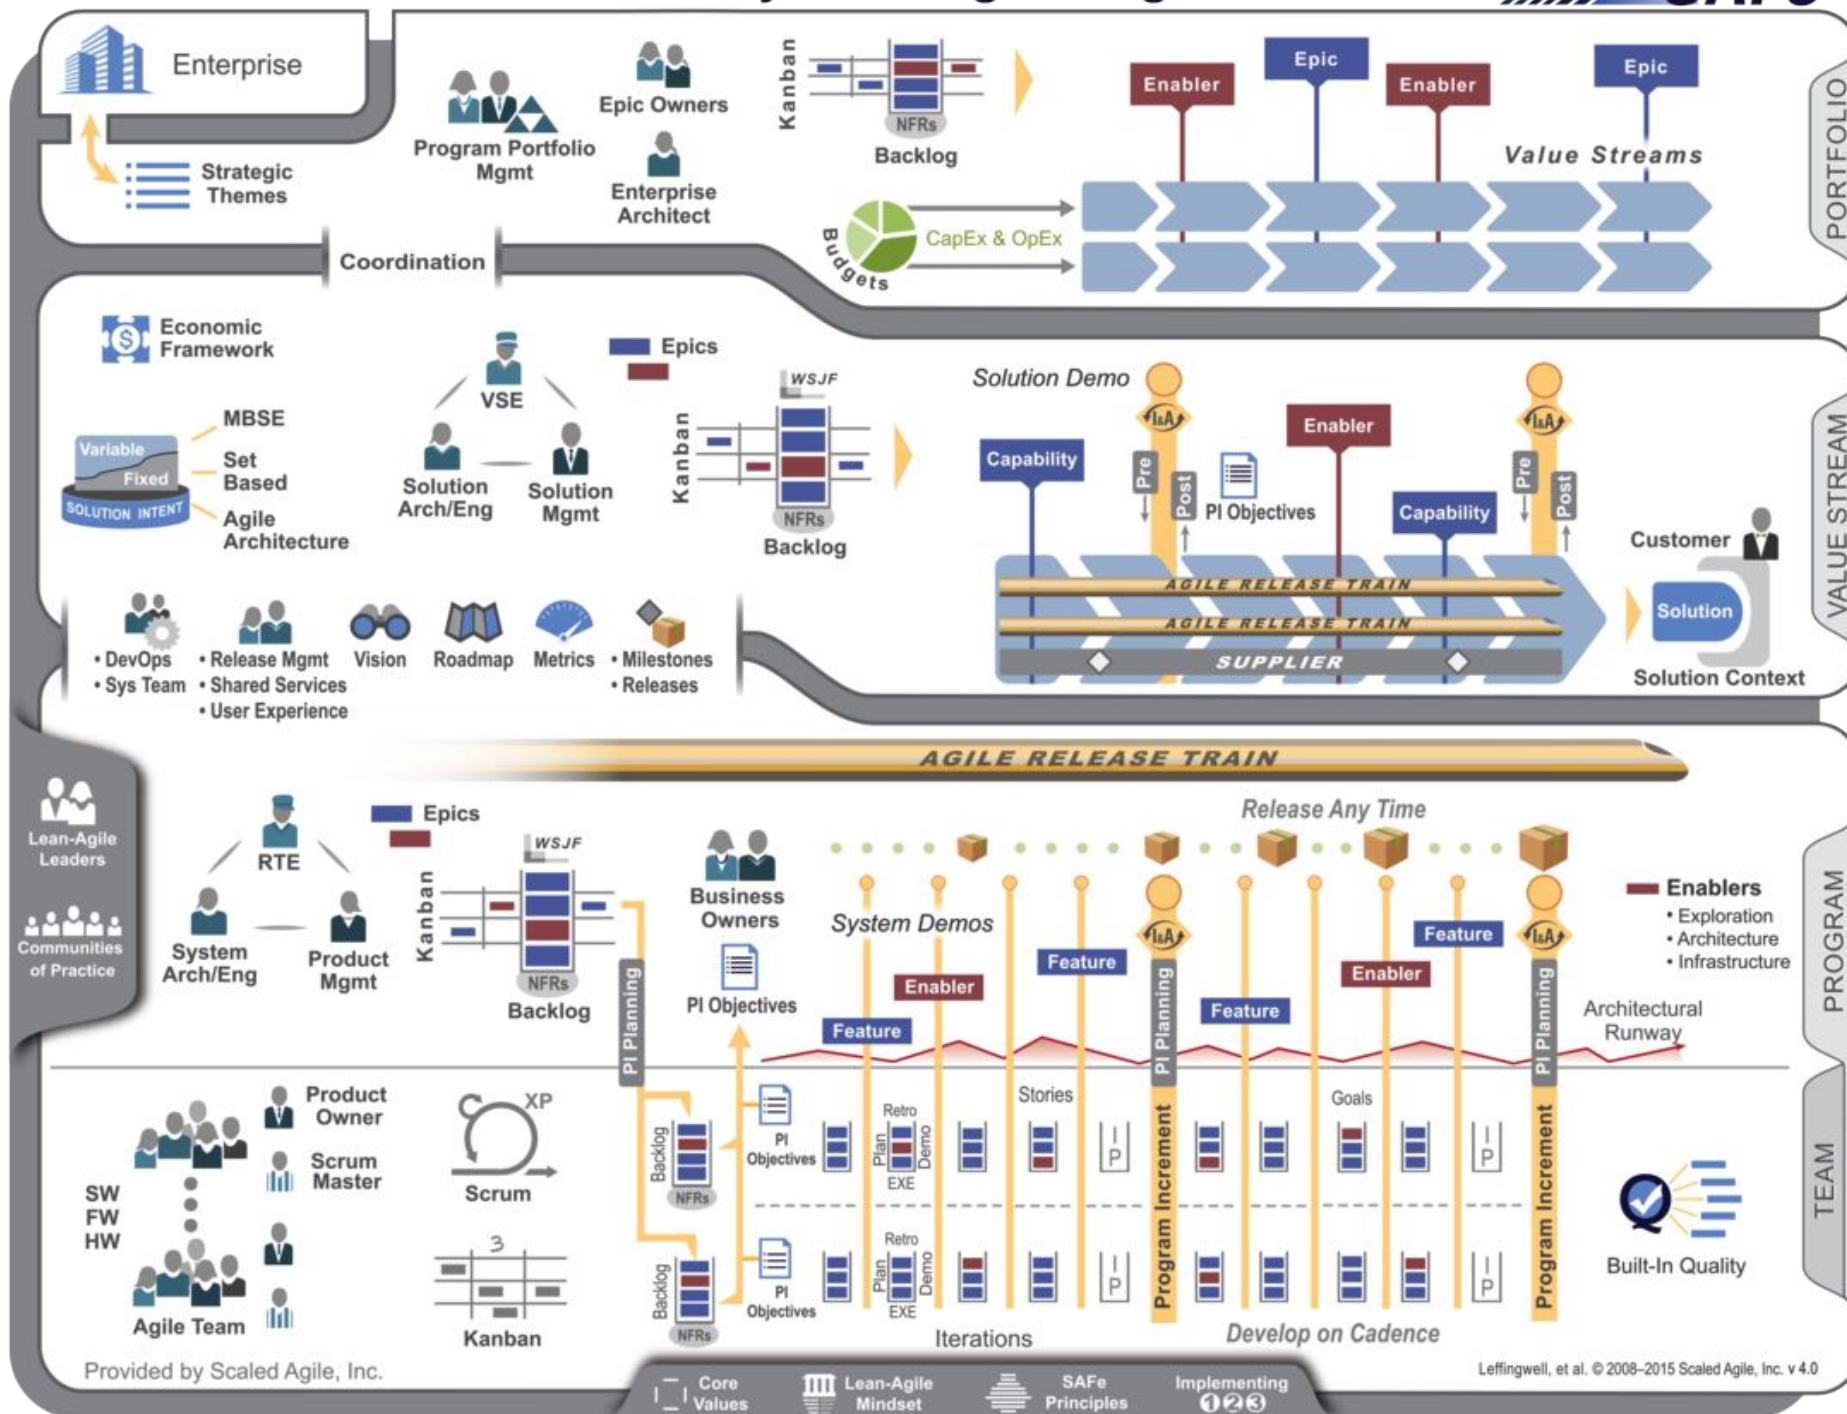 Enterprise
Strategic
Themes
Program Portfolio
Mgmt
Epic Owners
Enterprise
Architect
Kanban
NFRs
Backlog
Budgets
CapEx & OpEx
Enabler
Epic
Enabler
Epic
Value Streams
PORTFOLIO
Coordination
Economic
Framework
Variable
Fixed
SOLUTION INTENT
MBSE
Set
Based
Agile
Architecture
VSE
Solution
Arch/Eng
Solution
Mgmt
Epics
Kanban
WSJF
NFRs
Backlog
Solution Demo
Capability
I&A
Pre
Post
PI Objectives
Enabler
Capability
I&A
Pre
Post
AGILE RELEASE TRAIN
AGILE RELEASE TRAIN
SUPPLIER
Customer
Solution
Solution Context
VALUE STREAM
• DevOps
• Sys Team
• Release Mgmt
• Shared Services
• User Experience
Vision
Roadmap
Metrics
• Milestones
• Releases
AGILE RELEASE TRAIN
Lean-Agile
Leaders
Communities
of Practice
RTE
System
Arch/Eng
Product
Mgmt
Epics
Kanban
WSJF
NFRs
Backlog
PI Planning
Business
Owners
PI Objectives
Release Any Time
System Demos
Feature
Enabler
Feature
I&A
PI Planning
Feature
Enabler
Feature
I&A
PI Planning
Enablers
• Exploration
• Architecture
• Infrastructure
Architectural
Runway
PROGRAM
SW
FW
HW
Agile Team
Product
Owner
Scrum
Master
XP
Scrum
3
Kanban
Backlog
NFRs
PI
Objectives
Plan
Retro
Demo
EXE
Stories
I
P
Program Increment
Goals
I
P
Program Increment
Backlog
NFRs
PI
Objectives
Plan
Retro
Demo
EXE
I
P
I
P
Iterations
Develop on Cadence
Built-In Quality
TEAM
Provided by Scaled Agile, Inc.
Leffingwell, et al. © 2008–2015 Scaled Agile, Inc. v 4.0
Core
Values
Lean-Agile
Mindset
SAFe
Principles
Implementing
1 2 3